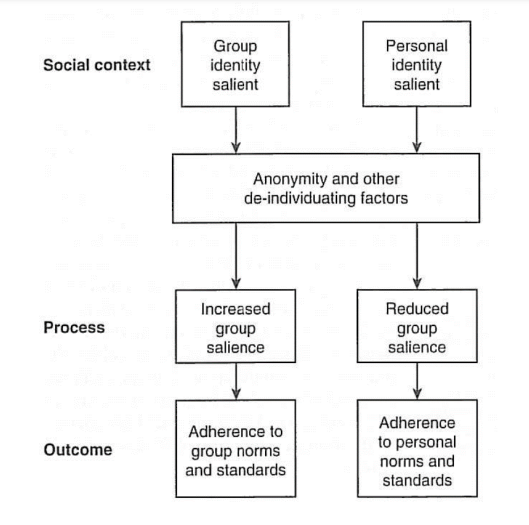 Social context
Group
identity
salient
Personal
identity
salient
Anonymity and other
de-individuating factors
Process
Increased
group
salience
Reduced
group
salience
Outcome
Adherence to
group norms
and standards
Adherence
to personal
norms and
standards